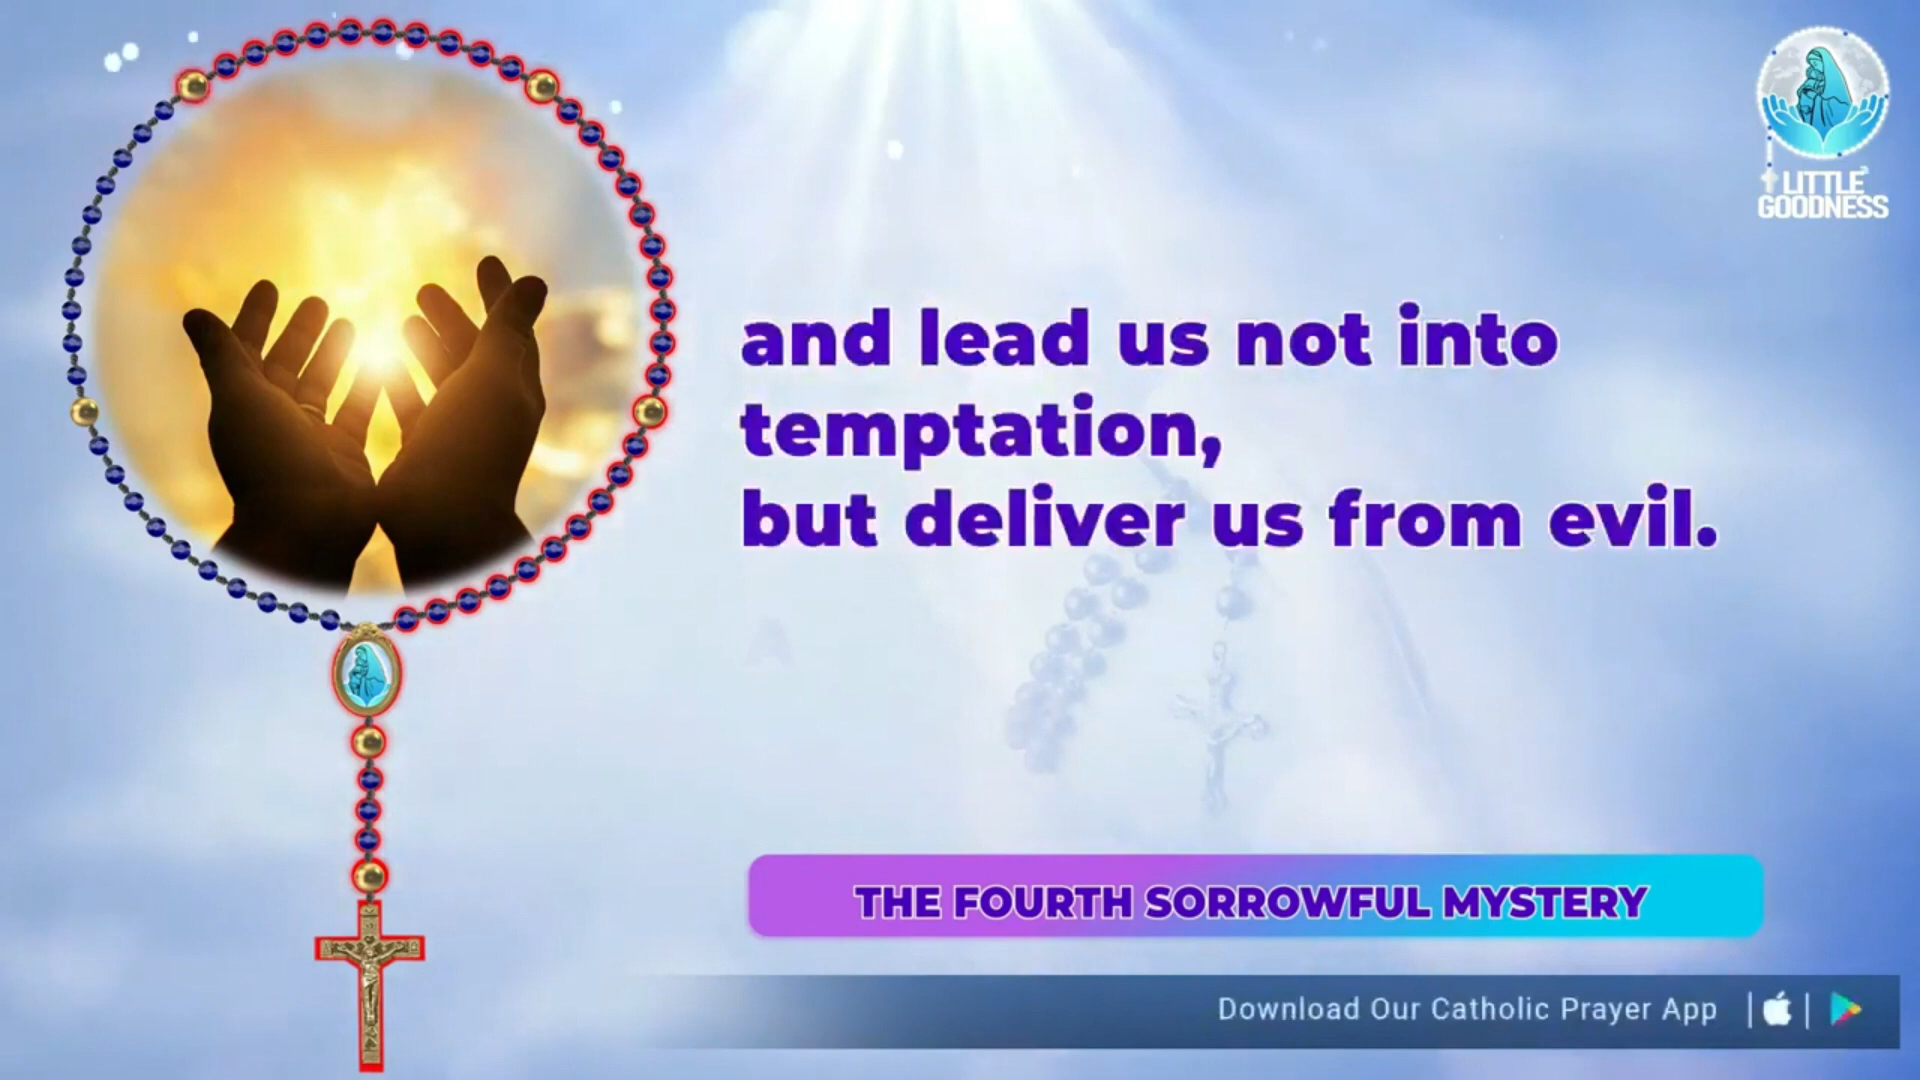 LITTLE
GOODNESS
and lead us not into
temptation,
but deliver us from evil.
THE FOURTH SORROWFUL MYSTERY
Download Our Catholic Prayer App